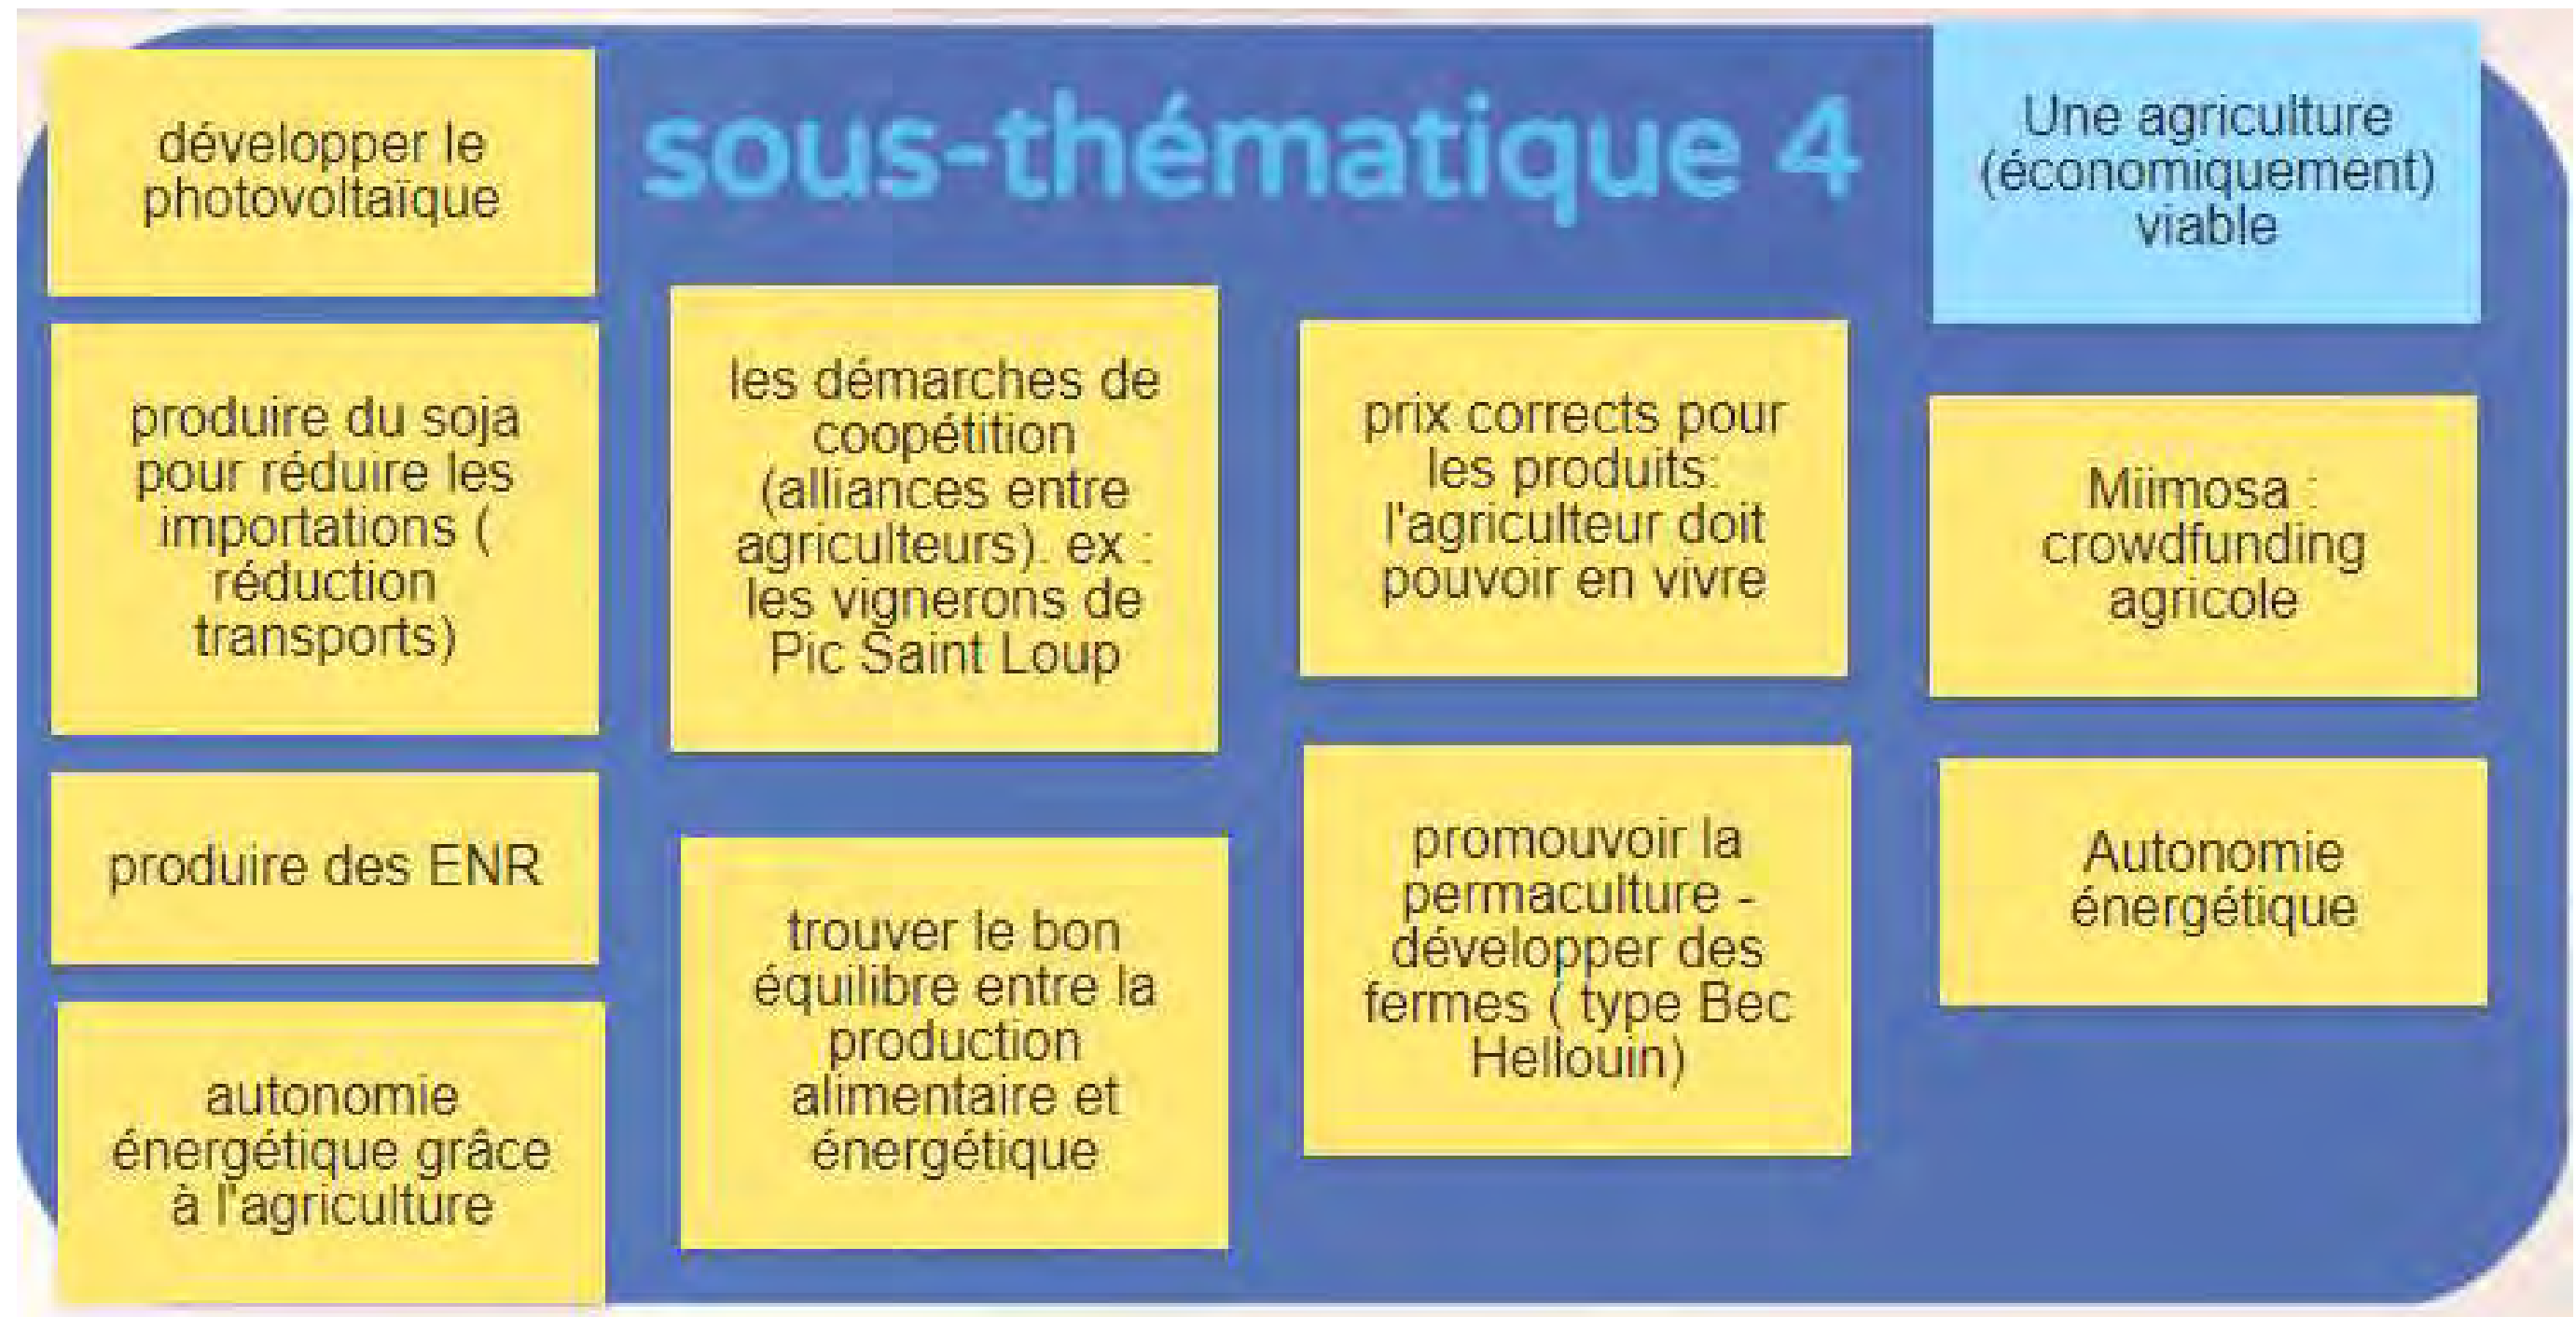 développer le
photovoltaïque
sous-thématique 4
Une agriculture
(économiquement)
viable
produire du soja
pour réduire les
importations (
réduction
transports)
les démarches de
coopétition
(alliances entre
agriculteurs). ex :
les vignerons de
Pic Saint Loup
prix corrects pour
les produits:
l'agriculteur doit
pouvoir en vivre
Miimosa :
crowdfunding
agricole
produire des ENR
trouver le bon
équilibre entre la
production
alimentaire et
énergétique
promouvoir la
permaculture -
développer des
fermes ( type Bec
Hellouin)
Autonomie
énergétique
autonomie
énergétique grâce
à l'agriculture